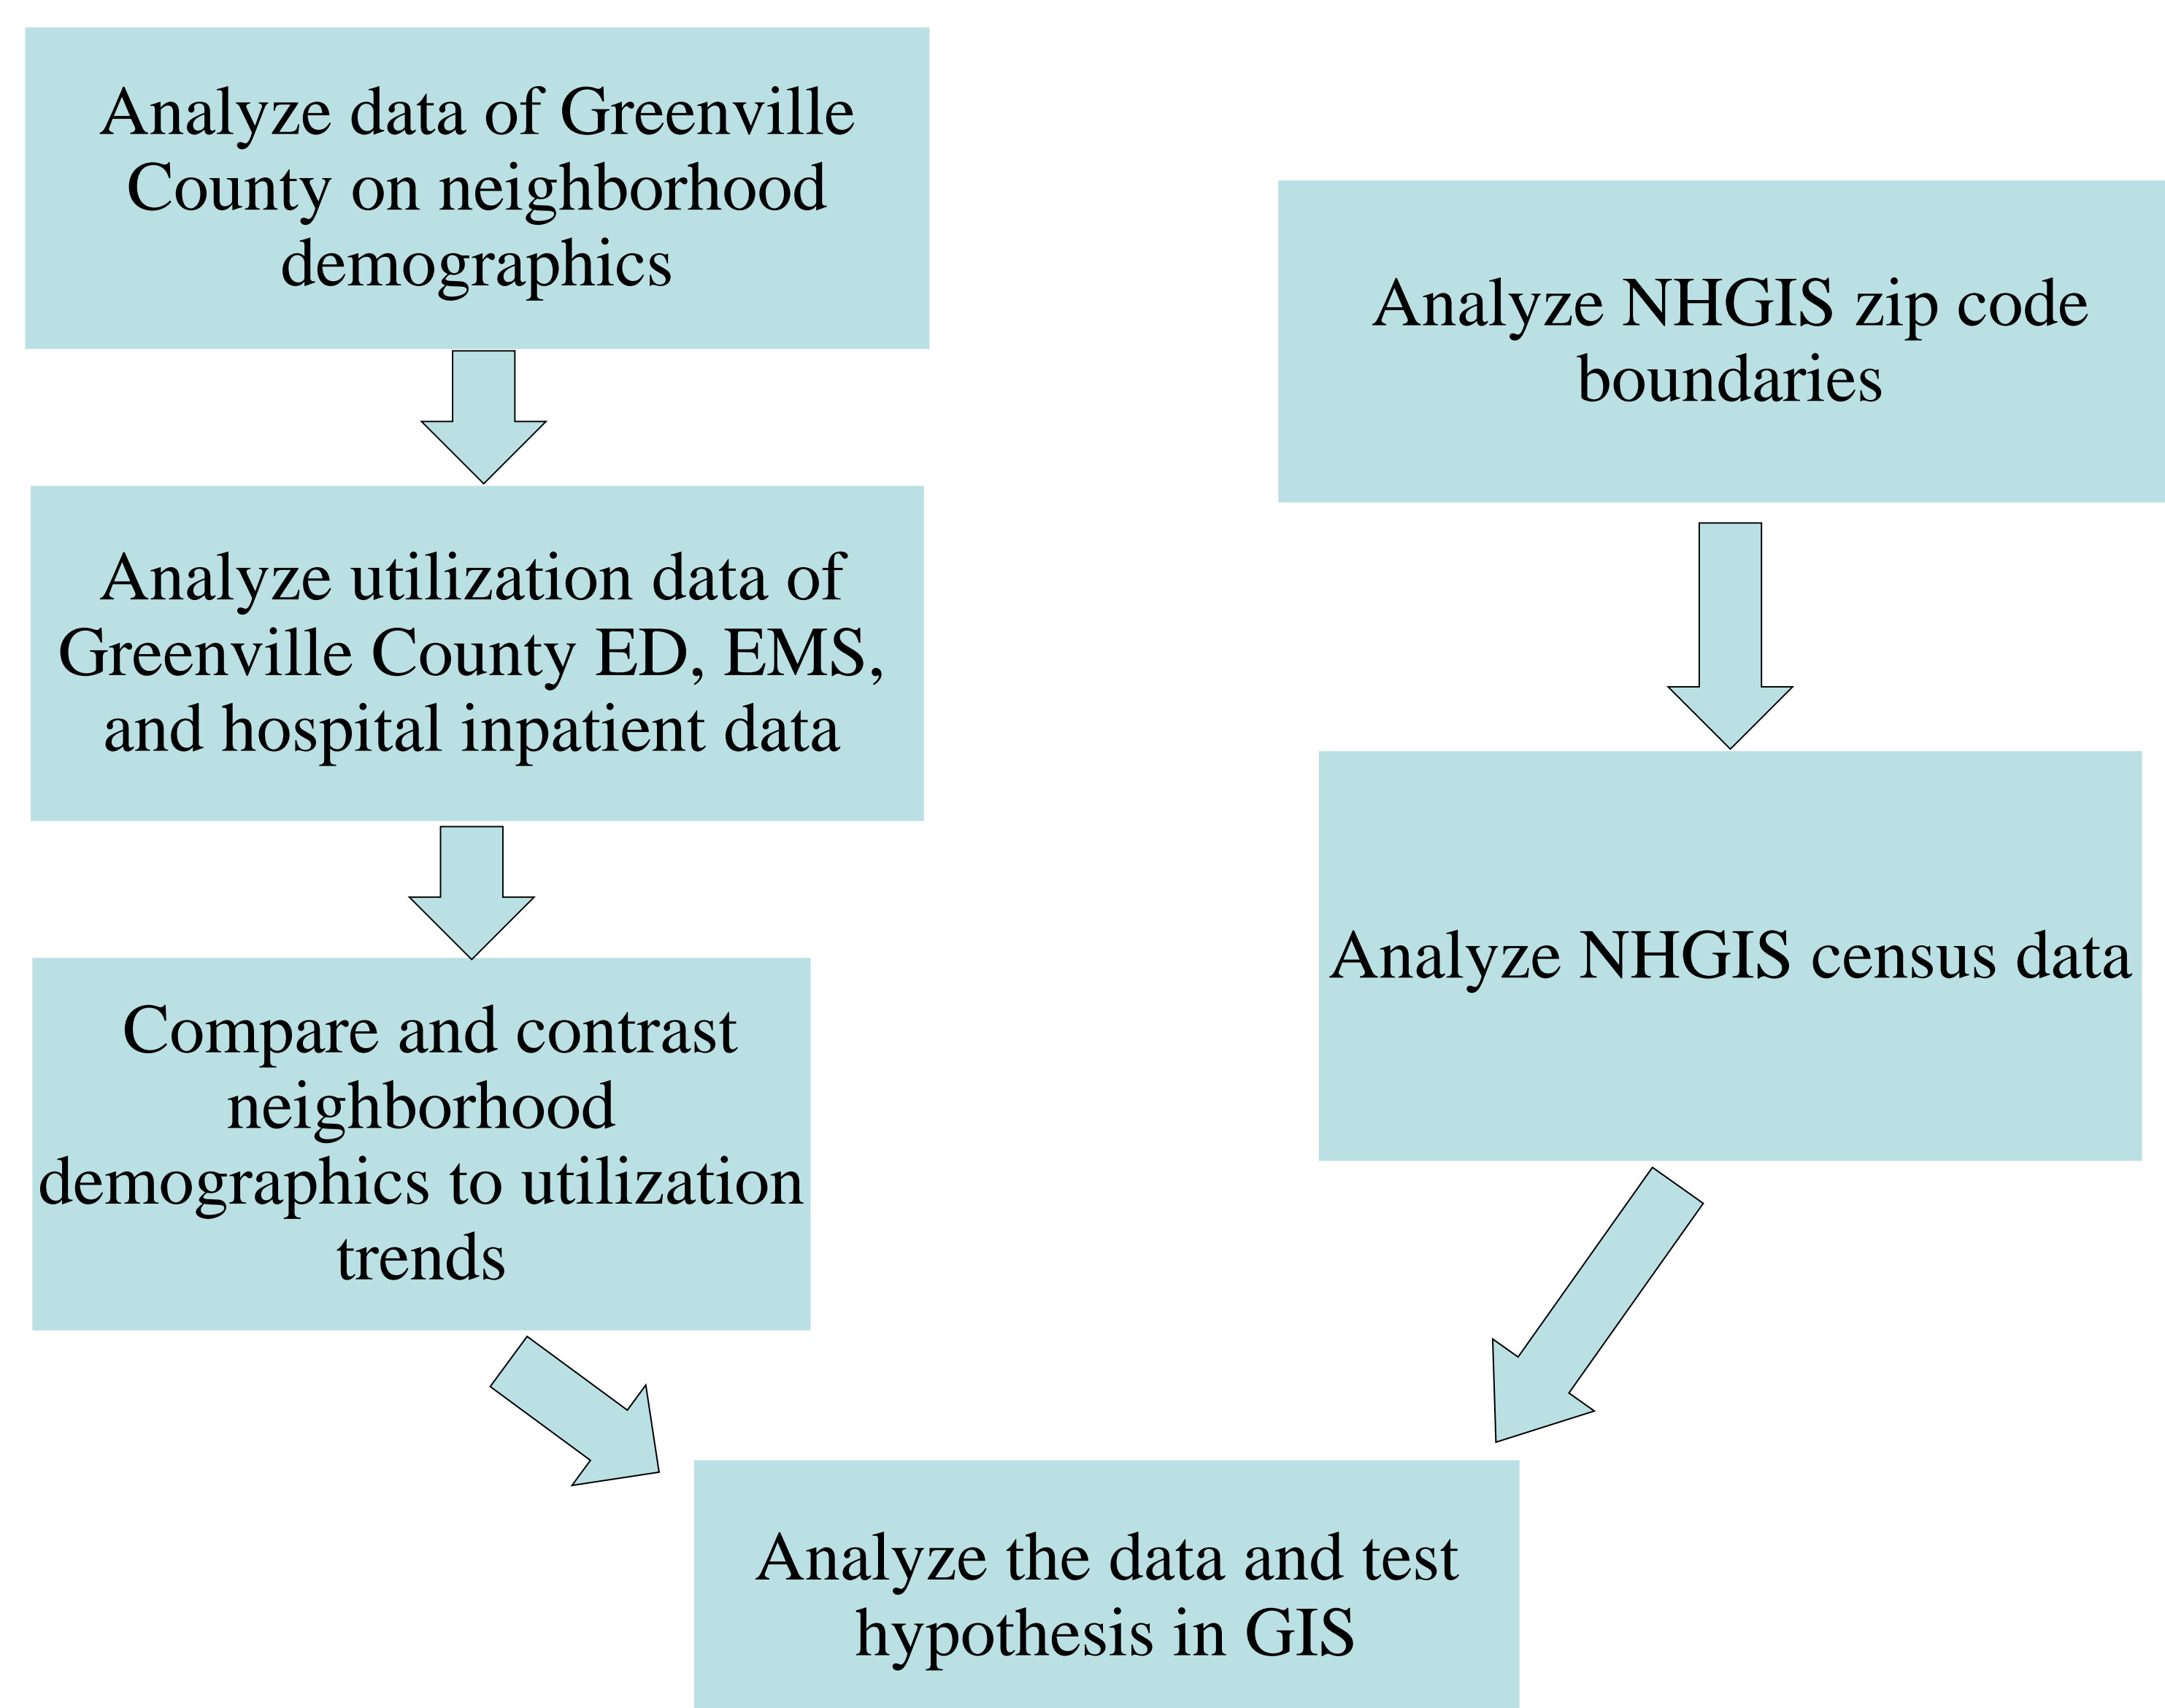 Analyze data of Greenville
County on neighborhood
demographics
Analyze utilization data of
Greenville County ED, EMS,
and hospital inpatient data
Compare and contrast
neighborhood
demographics to utilization
trends
Analyze NHGIS zip code
boundaries
Analyze NHGIS census data
Analyze the data and test
hypothesis in GIS